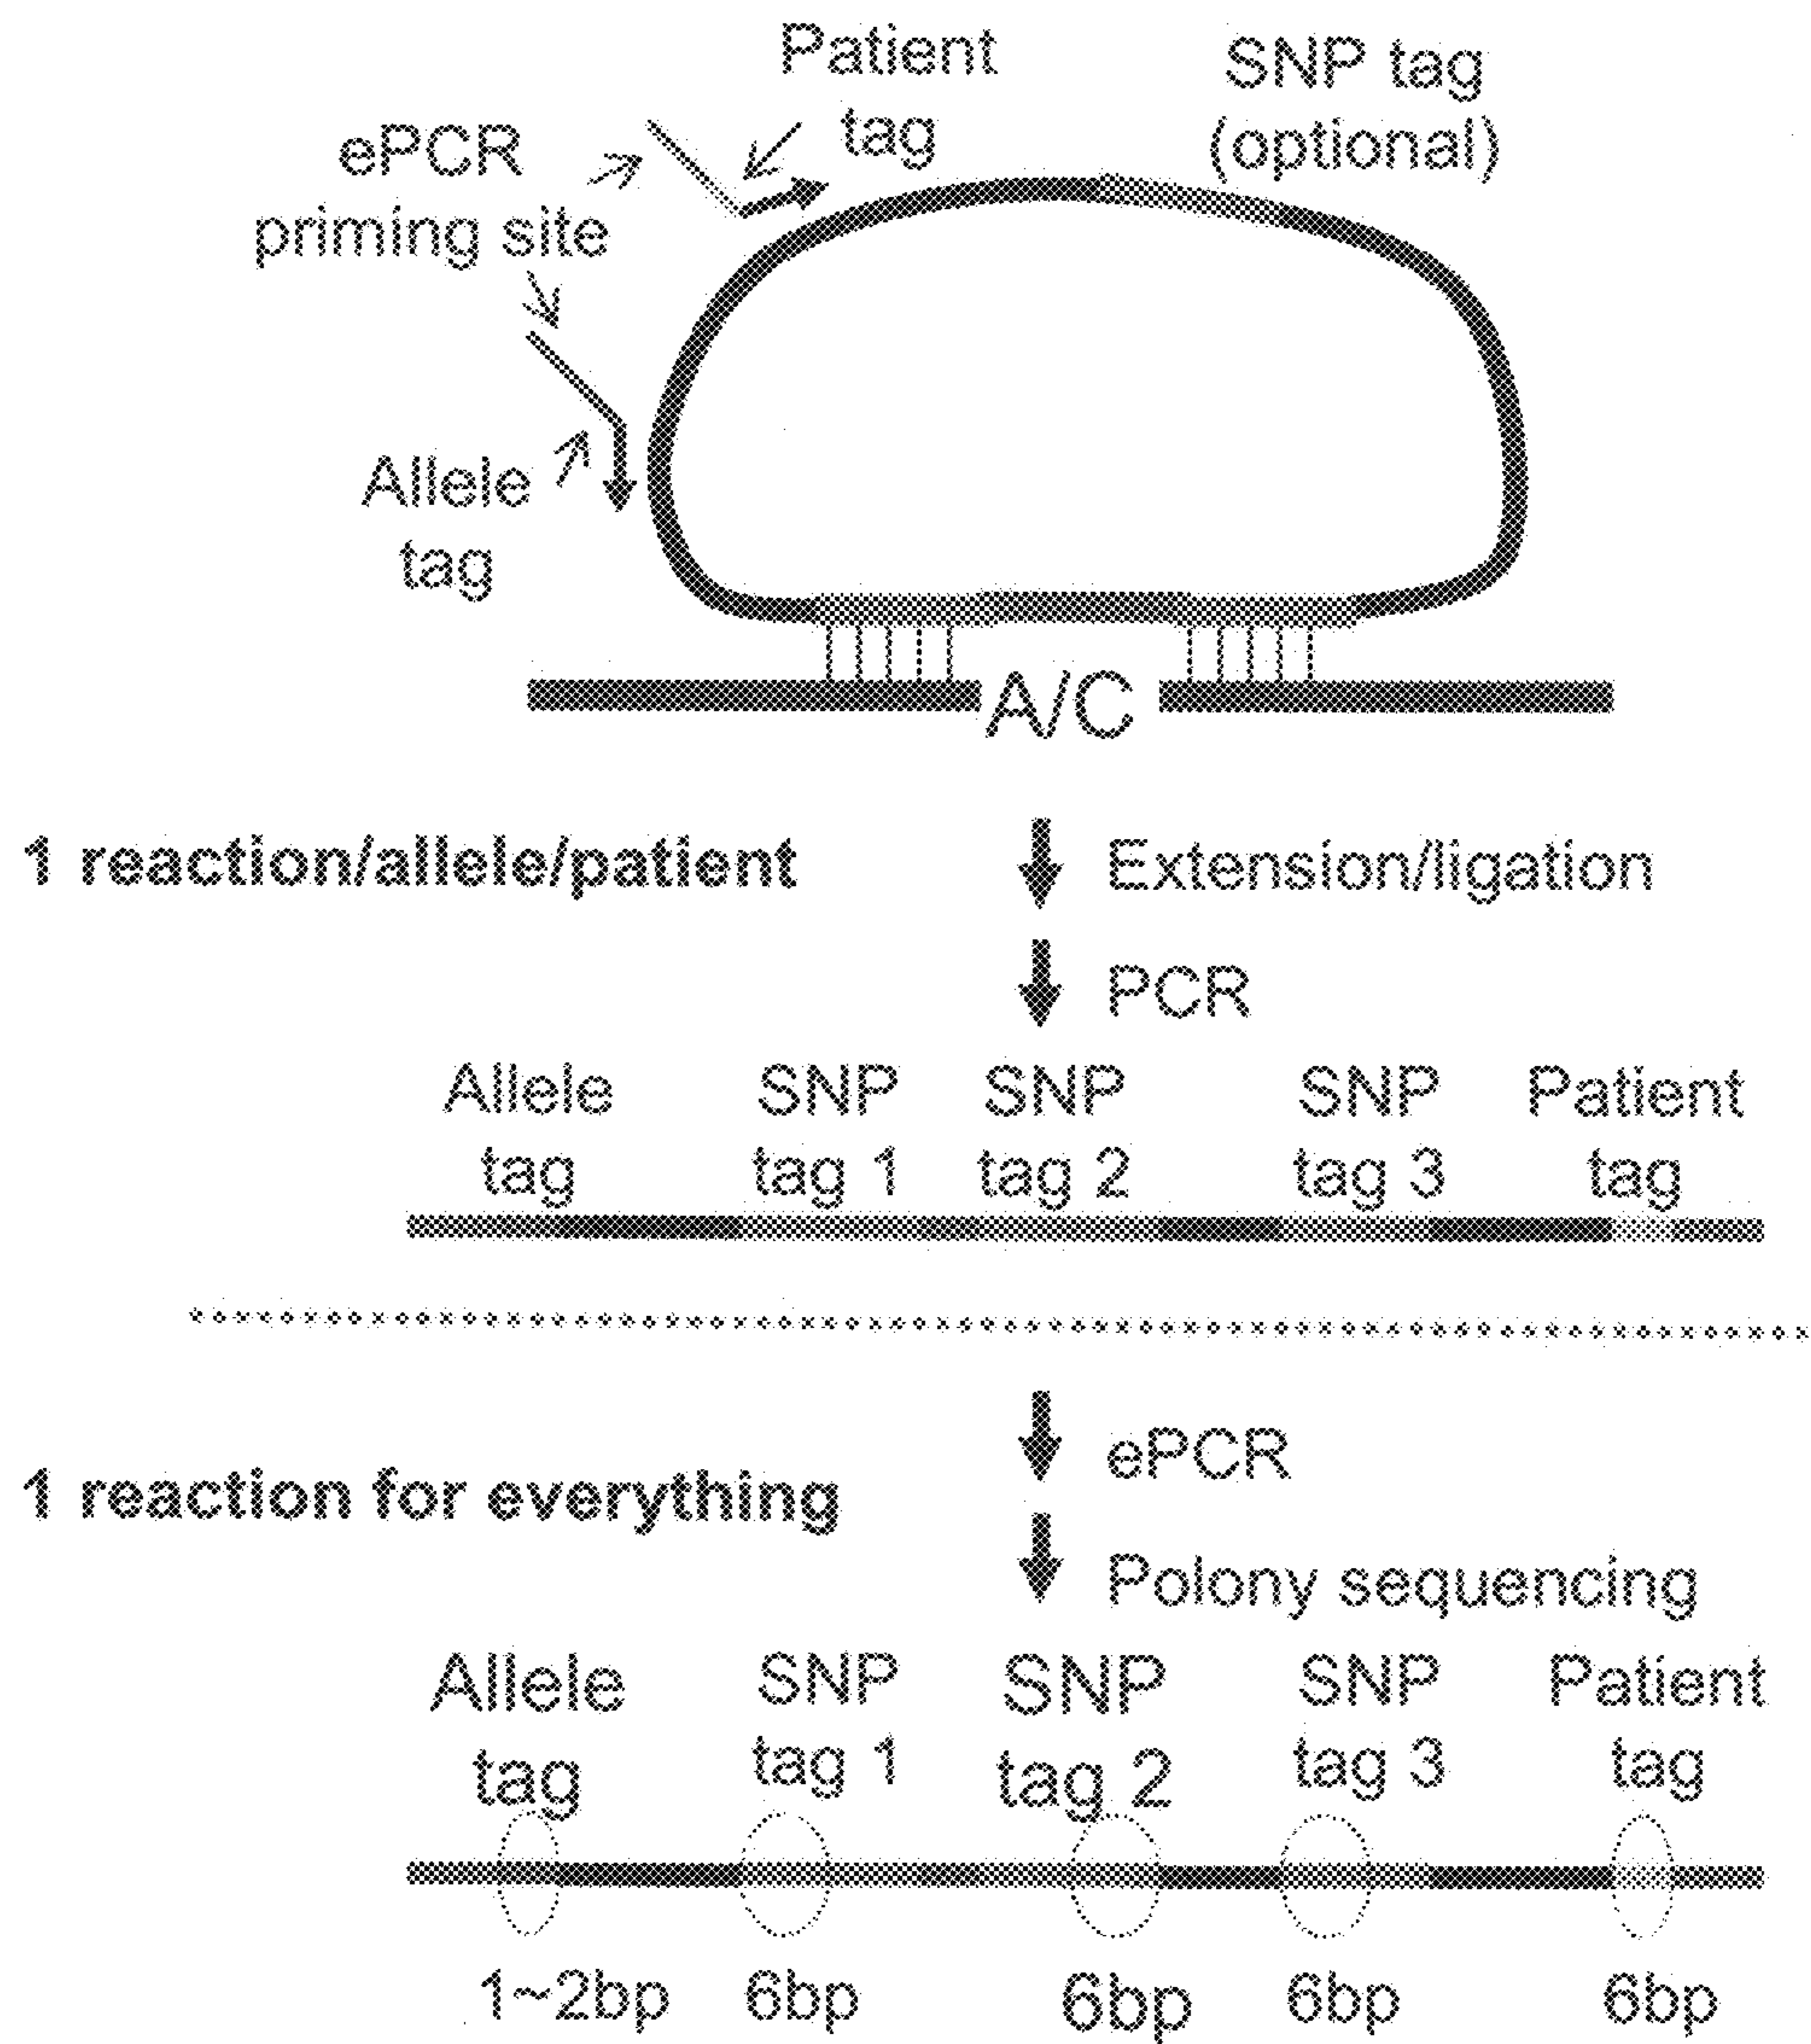 Patient
tag
SNP tag
(optional)
ePCR
priming site
Allele
tag
A/C
1 reaction/allele/patient
Extension/ligation
PCR
Allele
tag
SNP
tag 1
SNP
tag 2
SNP
tag 3
Patient
tag
1 reaction for everything
ePCR
Polony sequencing
Allele
tag
SNP
tag 1
SNP
tag 2
SNP
tag 3
Patient
tag
1~2bp
6bp
6bp
6bp
6bp